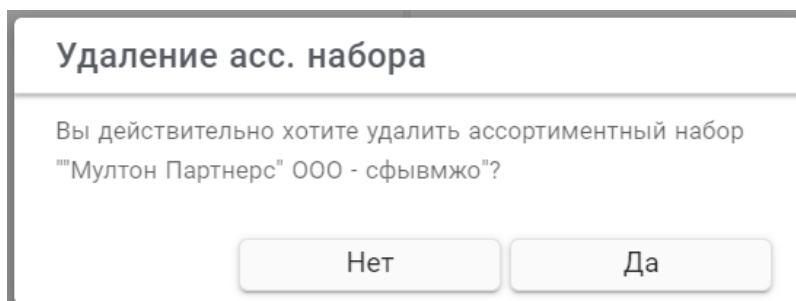 Удаление асс. набора
Вы действительно хотите удалить ассортиментный набор
""Мултон Партнерс" ООО - сфывмжо"?
Нет
Да